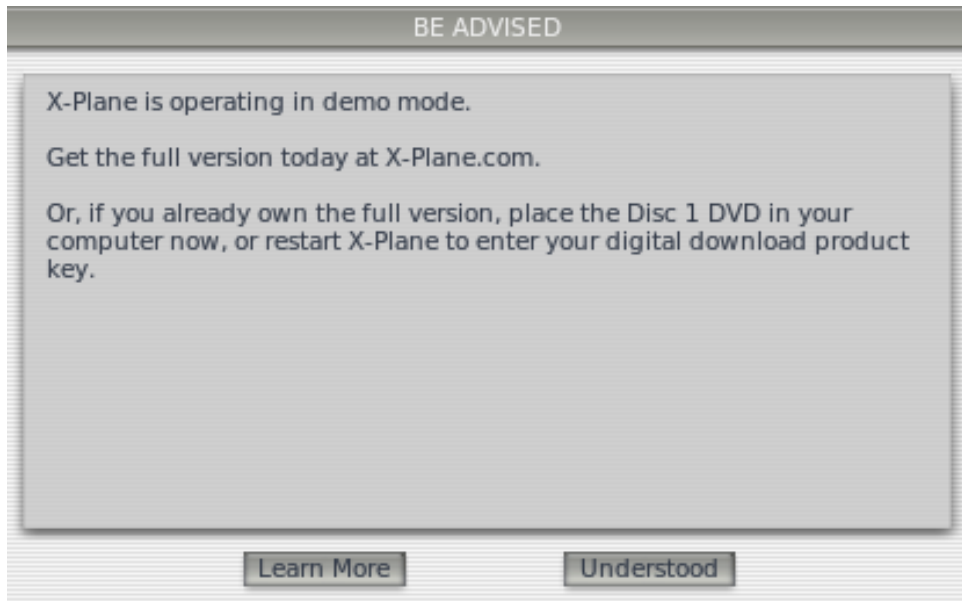 BE ADVISED
X-Plane is operating in demo mode.
Get the full version today at X-Plane.com.
Or, if you already own the full version, place the Disc 1 DVD in your
computer now, or restart X-Plane to enter your digital download product
key.
Learn More
Understood